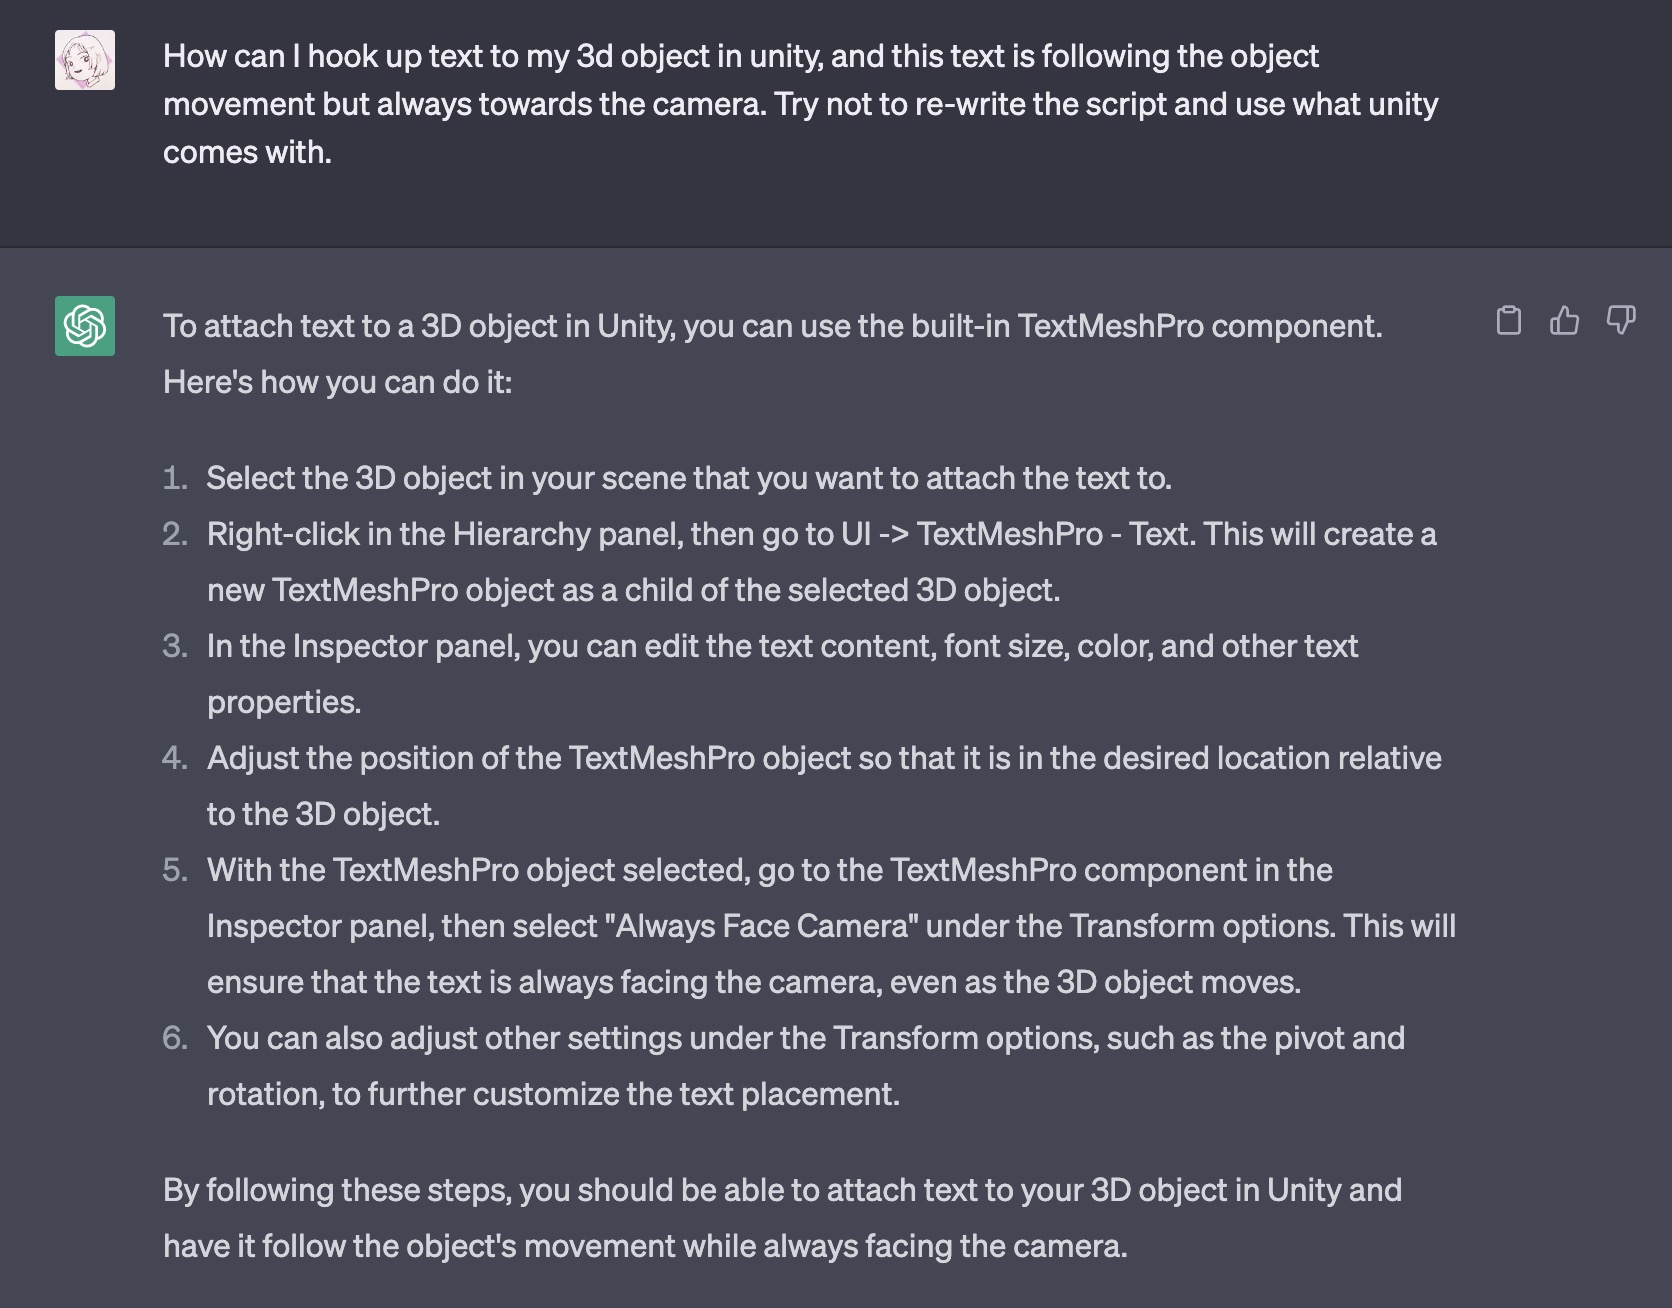 How can I hook up text to my 3d object in unity, and this text is following the object
movement but always towards the camera. Try not to re-write the script and use what unity
comes with.
To attach text to a 3D object in Unity, you can use the built-in TextMeshPro component.
Here's how you can do it:
1. Select the 3D object in your scene that you want to attach the text to.
2. Right-click in the Hierarchy panel, then go to UI -> TextMeshPro - Text. This will create a
new TextMeshPro object as a child of the selected 3D object.
3. In the Inspector panel, you can edit the text content, font size, color, and other text
properties.
4. Adjust the position of the TextMeshPro object so that it is in the desired location relative
to the 3D object.
5. With the TextMeshPro object selected, go to the TextMeshPro component in the
Inspector panel, then select "Always Face Camera" under the Transform options. This will
ensure that the text is always facing the camera, even as the 3D object moves.
6. You can also adjust other settings under the Transform options, such as the pivot and
rotation, to further customize the text placement.
By following these steps, you should be able to attach text to your 3D object in Unity and
have it follow the object's movement while always facing the camera.